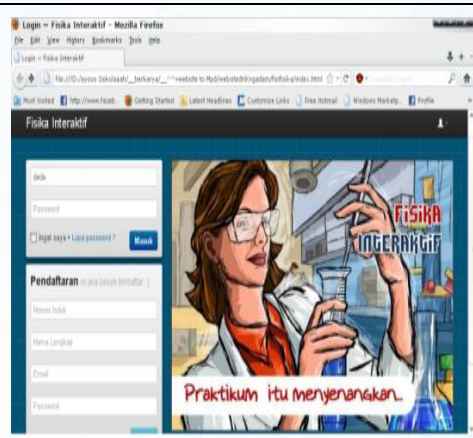 Login — Fisika Interaktif - Mozilla Firefox
File Edit View History Bookmarks Tools Help
Login — Fisika Interaktif
Most Visited Getting Started Latest Headlines Customize Links Free Hotmail Windows Marketp.. Profile
Fisika Interaktif
dede
Password
Ingat saya • Lupa password ? Masuk
Pendaftaran
Nomor Induk
Nama Lengkap
Email
Password
FISIKA
INTERAKTIF
Praktikum itu menyenangkan...